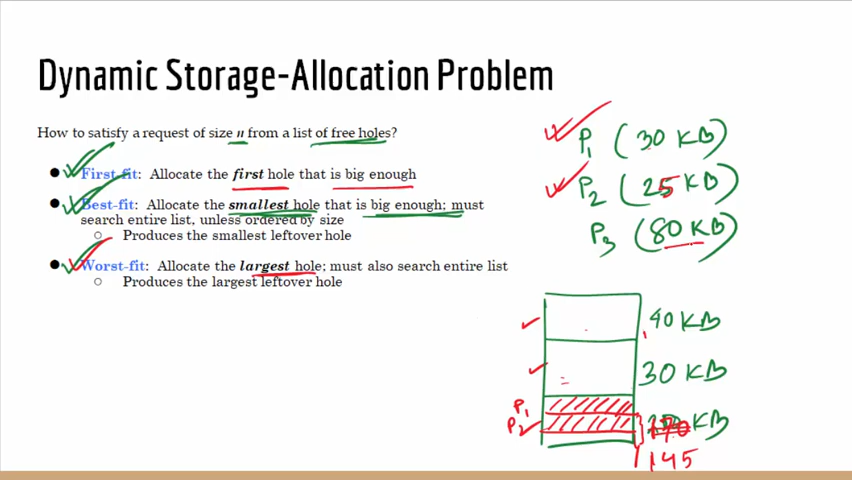 Dynamic Storage-Allocation Problem
How to satisfy a request of size n from a list of free holes?
● First-fit: Allocate the first hole that is big enough
● Best-fit: Allocate the smallest hole that is big enough; must
search entire list, unless ordered by size
○ Produces the smallest leftover hole
● Worst-fit: Allocate the largest hole; must also search entire list
○ Produces the largest leftover hole
P1 (30 KB)
P2 (25 KB)
P3 (80 KB)
40 KB
30 KB
P1
P2
170 KB
145